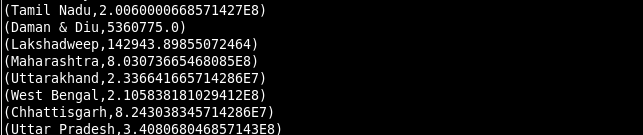 (Tamil Nadu,2.0060000668571427E8)
(Daman & Diu,5360775.0)
(Lakshadweep,142943.89855072464)
(Maharashtra,8.03073665468085E8)
(Uttarakhand,2.336641665714286E7)
(West Bengal,2.105838181029412E8)
(Chhattisgarh,8.243038345714286E7)
(Uttar Pradesh,3.408068046857143E8)